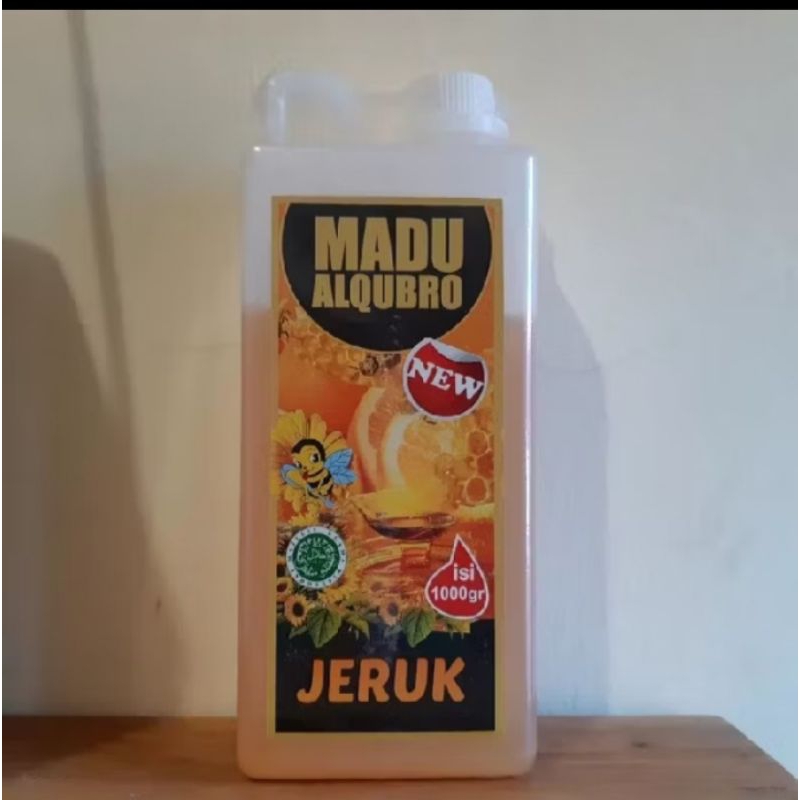 MADU
ALQUBRO
NEW
isi
1000gr
JERUK